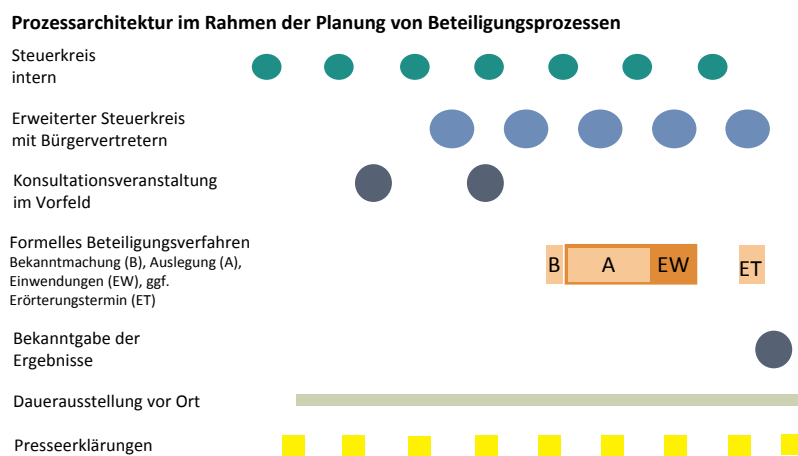 Prozessarchitektur im Rahmen der Planung von Beteiligungsprozessen
Steuerkreis
intern
Erweiterter Steuerkreis
mit Bürgervertretern
Konsultationsveranstaltung
im Vorfeld
Formelles Beteiligungsverfahren
Bekanntmachung (B), Auslegung (A),
Einwendungen (EW), ggf.
Erörterungstermin (ET)
B A EW ET
Bekanntgabe der
Ergebnisse
Dauerausstellung vor Ort
Presseerklärungen